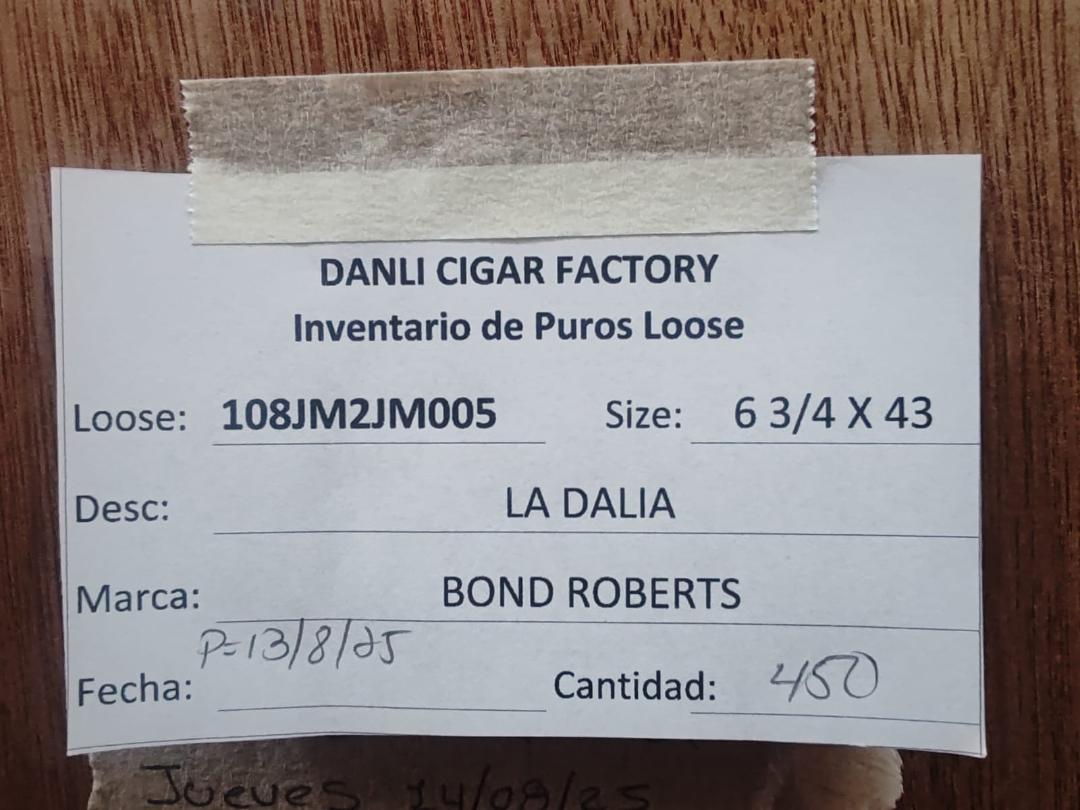 DANLI CIGAR FACTORY
Inventario de Puros Loose
Loose: 108JM2JM005 Size: 6 3/4 X 43
Desc: LA DALIA
Marca: BOND ROBERTS
P=13/8/25
Fecha: Cantidad: 450
Jueves 14/08/25